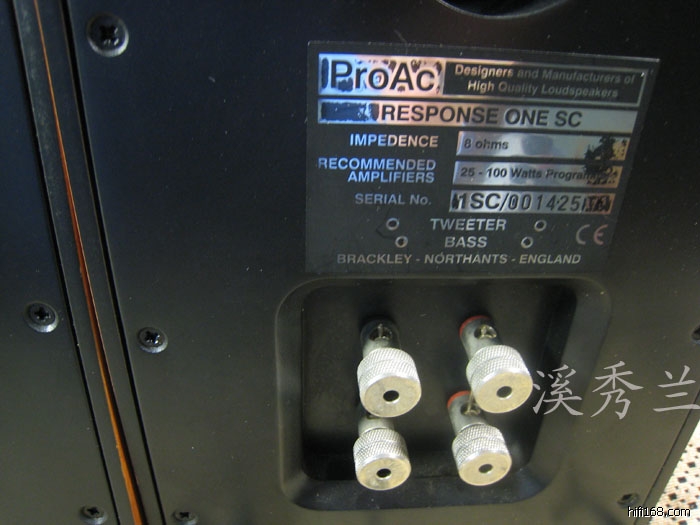 ProAc
Designers and Manufacturers of
High Quality Loudspeakers
RESPONSE ONE SC
IMPEDENCE 8 ohms
RECOMMENDED
AMPLIFIERS
25 - 100 Watts
SERIAL No. 1SC/001425
TWEETER
BASS
CE
BRACKLEY - NORTHANTS - ENGLAND
溪秀兰
hifi168.com